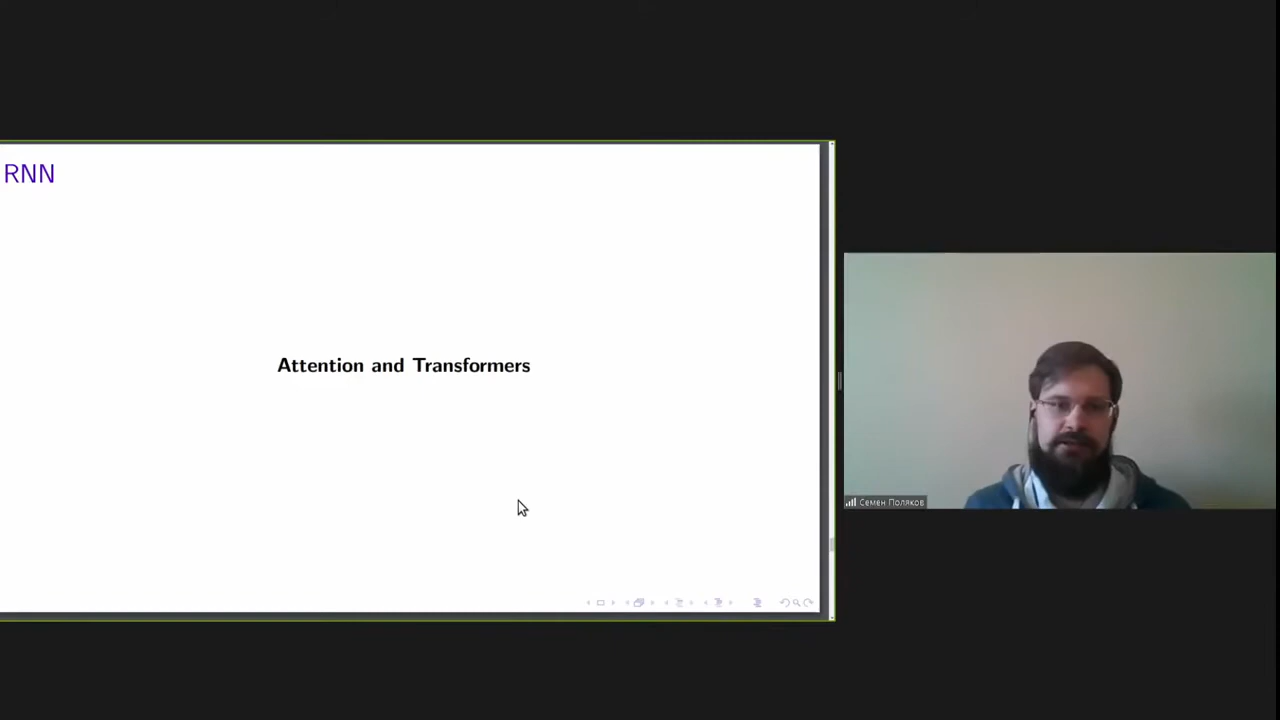 RNN
Attention and Transformers
Семен Поляков